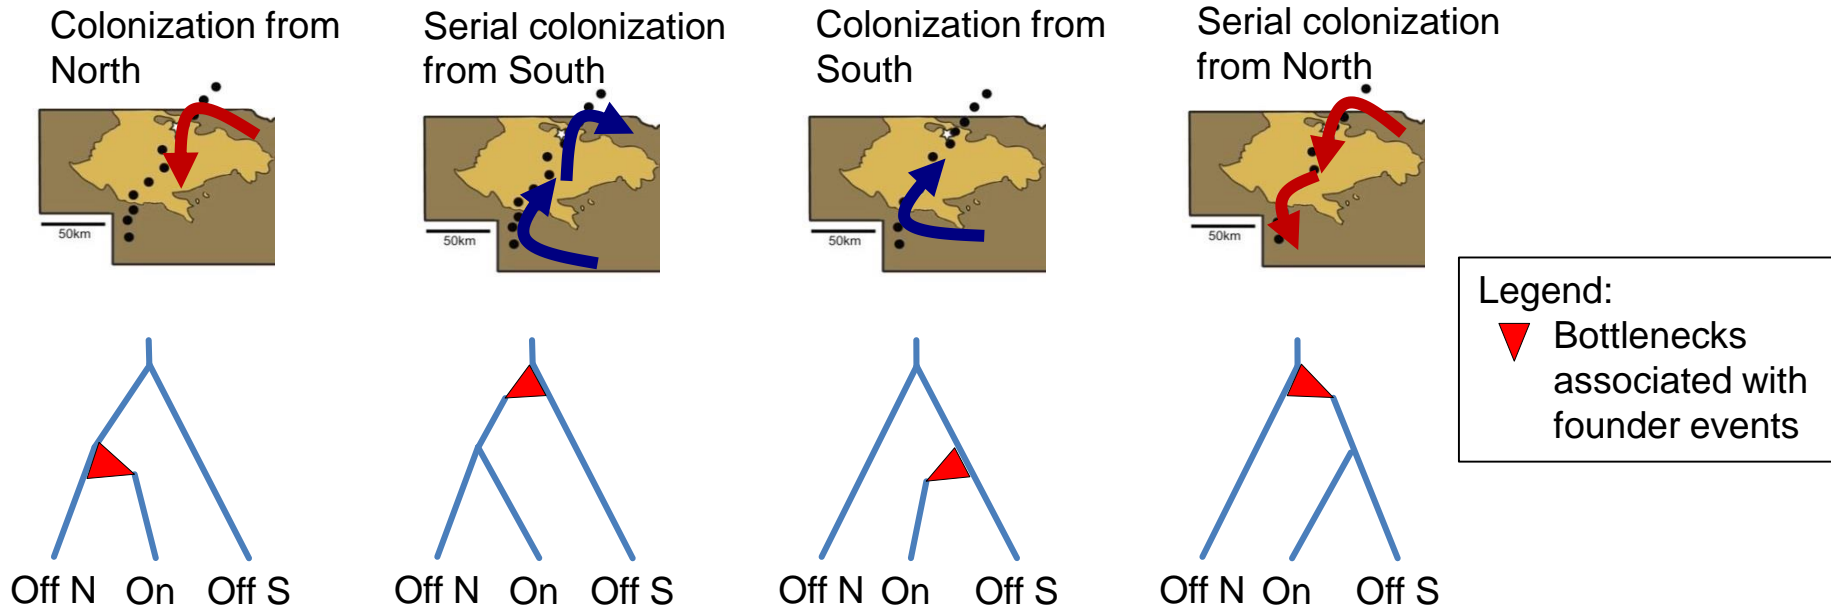 Colonization from
North
Serial colonization
from South
Colonization from
South
Serial colonization
from North
50km
50km
50km
50km
Legend:
Bottlenecks
associated with
founder events
Off N On Off S
Off N On Off S
Off N On Off S
Off N On Off S